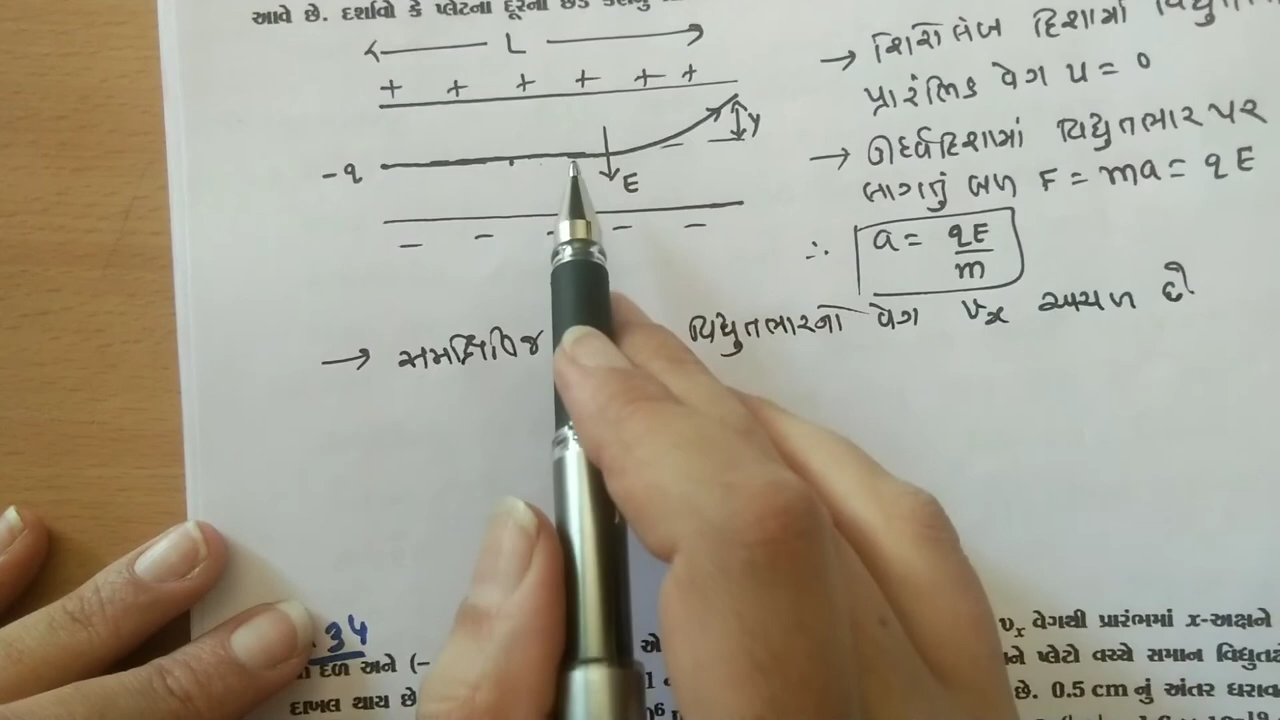 આવે છે. દર્શાવો કે પ્લેટના દૂરના છેડે
L
+ + + + + +
y
-q
E
- - - - -
→ શિરોલંબ દિશામાં
પ્રારંભિક વેગ u = 0
→ ઊર્ધ્વદિશામાં વિદ્યુતભાર પર
લાગતું બળ F = ma = qE
∴ a = qE/m
→ સમક્ષિતિજ વિદ્યુતભારનો વેગ vx અચળ છે
.34
દળ અને (-
દાખલ થાય છે
એ
υx વેગથી પ્રારંભમાં x-અક્ષને
ને પ્લેટો વચ્ચે સમાન
છે. 0.5 cm નું અંતર ધરાવ